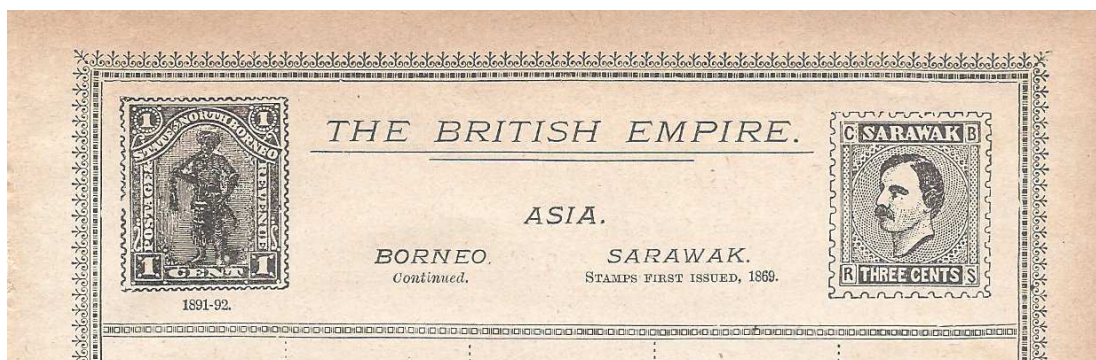 THE BRITISH EMPIRE.
ASIA.
BORNEO.
Continued.
SARAWAK.
STAMPS FIRST ISSUED, 1869.
1 1
STATE OF NORTH BORNEO
POSTAGE
REVENUE
1 CENT 1
1891-92.
C SARAWAK B
R THREE CENTS S